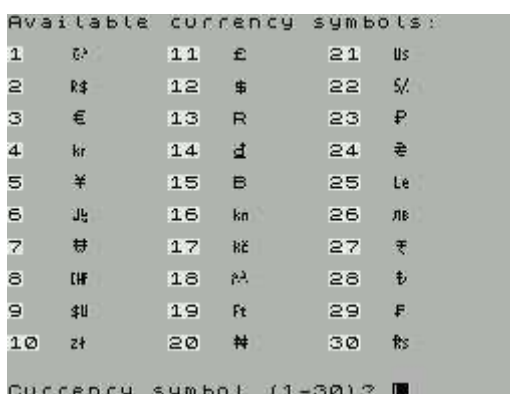 Available currency symbols:
1 11 £ 21 Us
2 R$ 12 $ 22 S/.
3 € 13 R 23 ₽
4 kr 14 đ 24 ₴
5 ¥ 15 B 25 Le
6 16 kn 26 лв
7 17 Kč 27 ₹
8 CHF 18 28 ₺
9 $U 19 Ft 29 ₣
10 zł 20 ₦ 30 ₨
Currency symbol (1-30)?